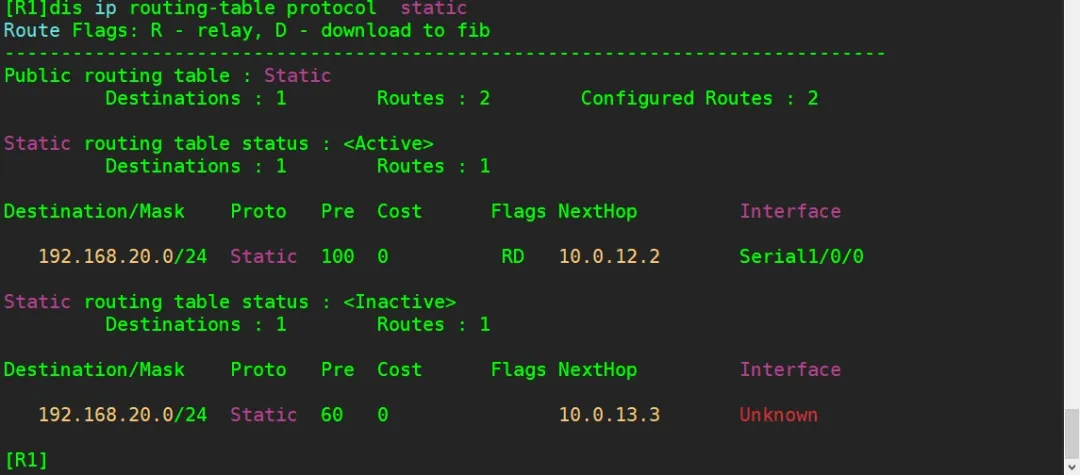 [R1]dis ip routing-table protocol  static
Route Flags: R - relay, D - download to fib
------------------------------------------------------------------------------
Public routing table : Static
         Destinations : 1        Routes : 2        Configured Routes : 2

Static routing table status : <Active>
         Destinations : 1        Routes : 1

Destination/Mask    Proto   Pre  Cost      Flags NextHop         Interface

   192.168.20.0/24  Static  100  0          RD   10.0.12.2       Serial1/0/0

Static routing table status : <Inactive>
         Destinations : 1        Routes : 1

Destination/Mask    Proto   Pre  Cost      Flags NextHop         Interface

   192.168.20.0/24  Static  60   0               10.0.13.3       Unknown

[R1]